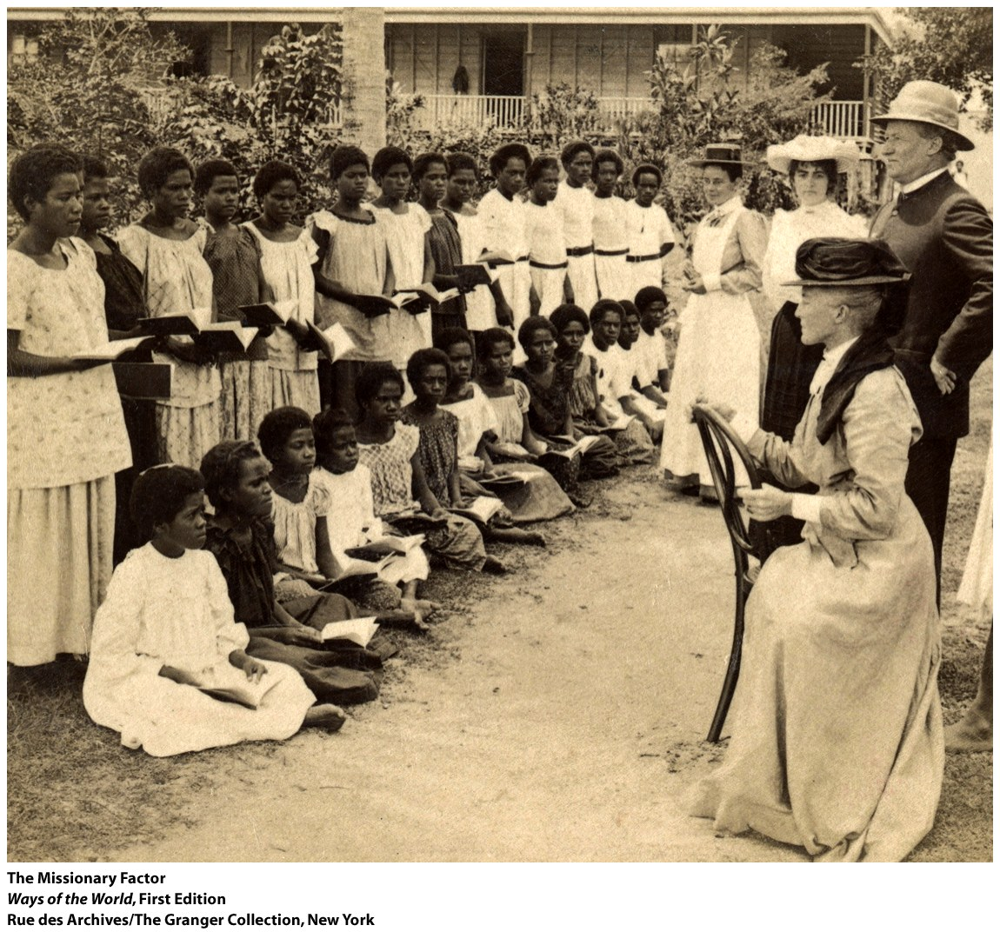 The Missionary Factor
Ways of the World, First Edition
Rue des Archives/The Granger Collection, New York